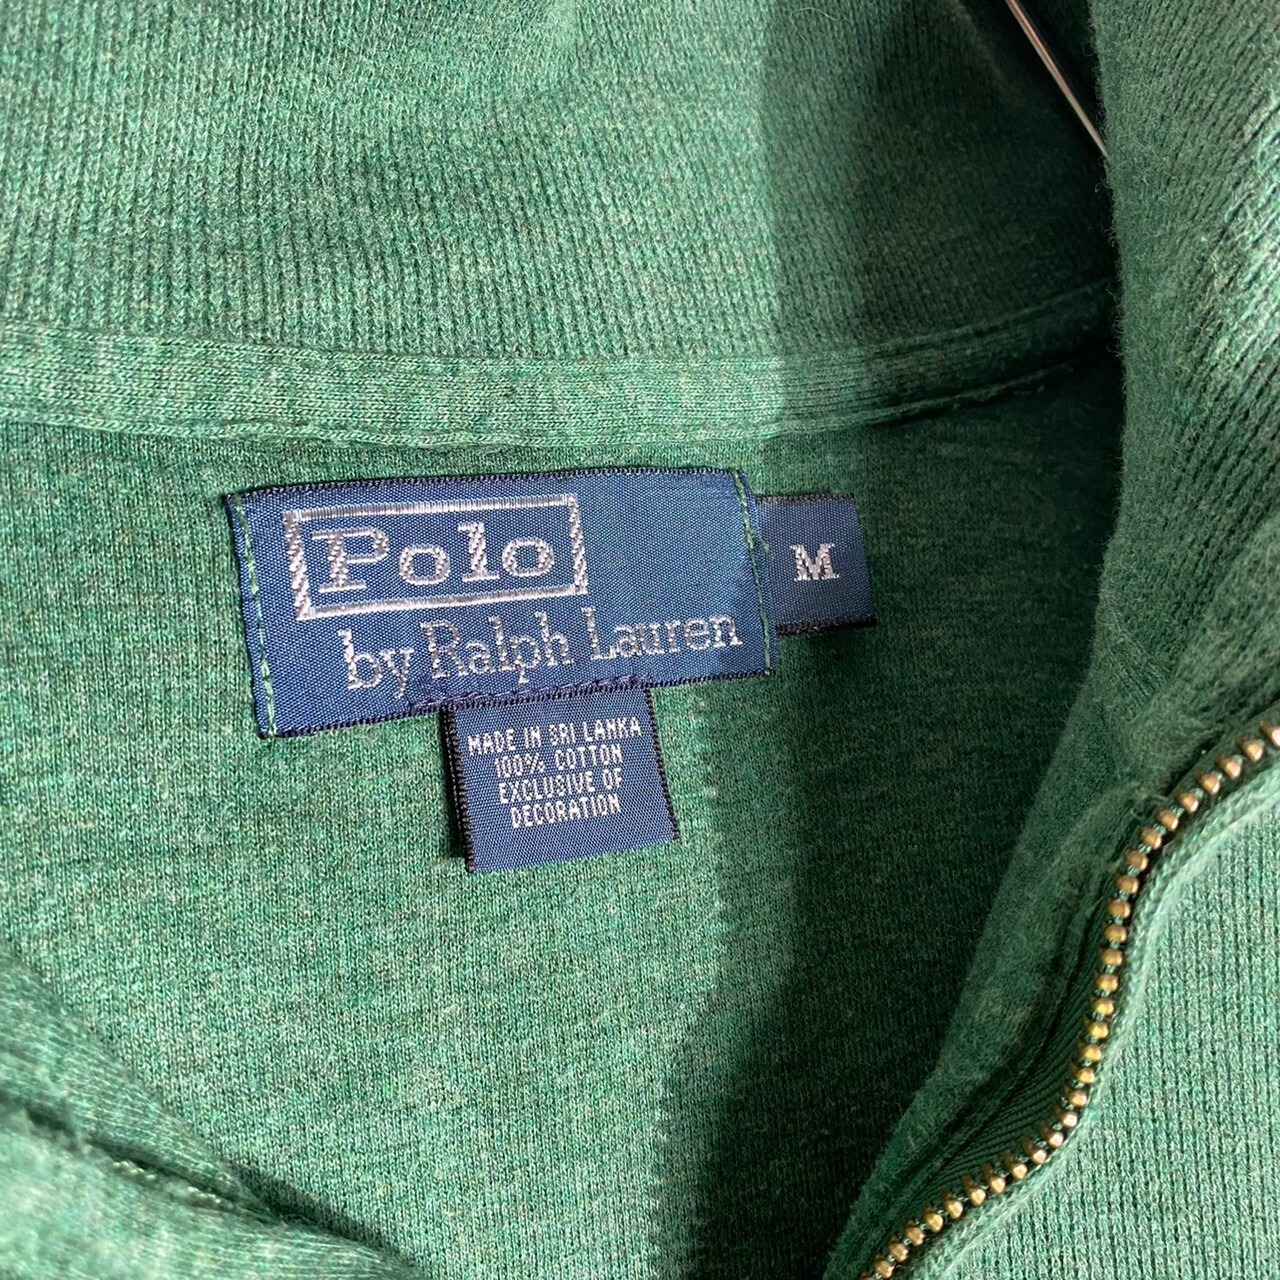 Polo
by Ralph Lauren
M
MADE IN SRI LANKA
100% COTTON
EXCLUSIVE OF
DECORATION